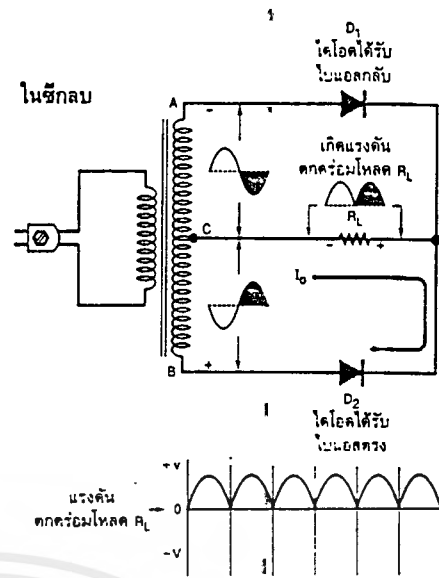 D1
ไดโอดได้รับ
ไบแอสกลับ
ในซีกลบ
A
-
เกิดแรงดัน
ตกคร่อมโหลด RL
RL
C
- +
Io
+
B
D2
ไดโอดได้รับ
ไบแอสตรง
+V
แรงดัน
ตกคร่อมโหลด RL
0
-V